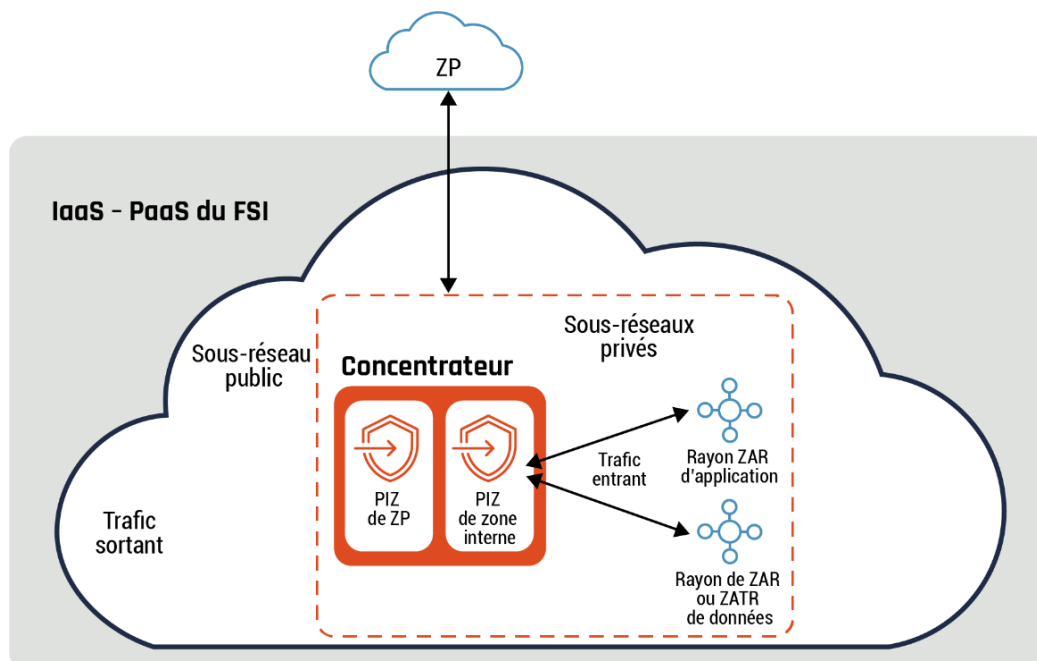 ZP
IaaS – PaaS du FSI
Sous-réseau
public
Sous-réseaux
privés
Concentrateur
PIZ
de ZP
PIZ
de zone
interne
Trafic
entrant
Rayon ZAR
d'application
Rayon de ZAR
ou ZATR
de données
Trafic
sortant